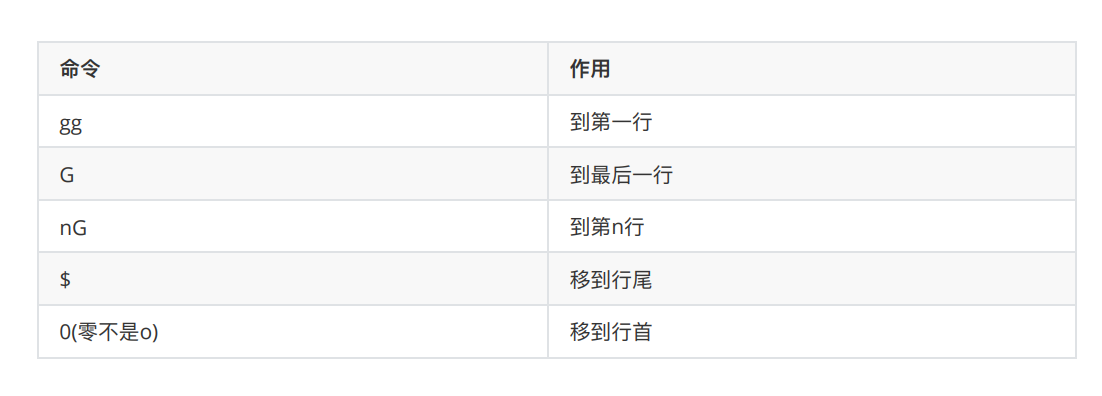 命令 作用
gg 到第一行
G 到最后一行
nG 到第n行
$ 移到行尾
0(零不是o) 移到行首